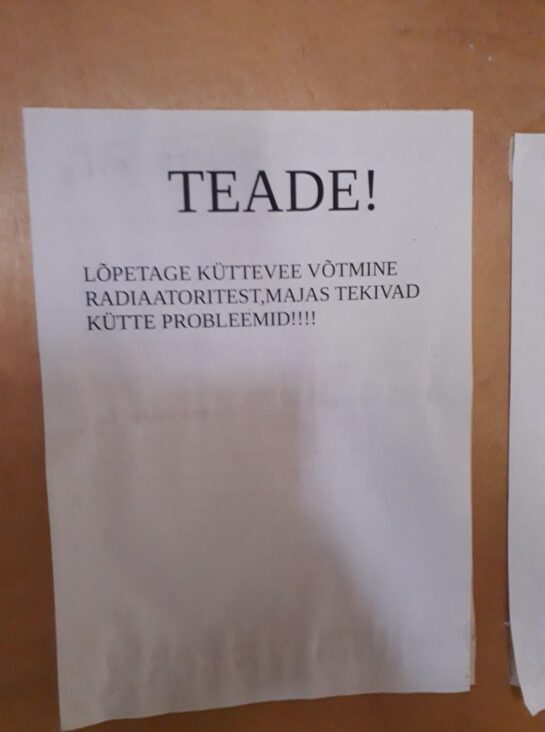 TEADE!
LÕPETAGE KÜTTEVEE VÕTMINE
RADIAATORITEST,MAJAS TEKIVAD
KÜTTE PROBLEEMID!!!!